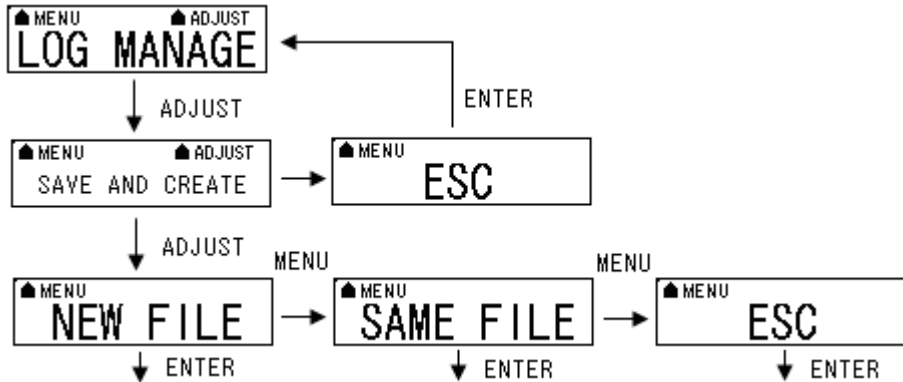 MENU ADJUST
LOG MANAGE
ENTER
ADJUST
MENU ADJUST
SAVE AND CREATE
MENU
ESC
ADJUST
MENU
MENU
MENU
NEW FILE
MENU
SAME FILE
MENU
ESC
ENTER
ENTER
ENTER